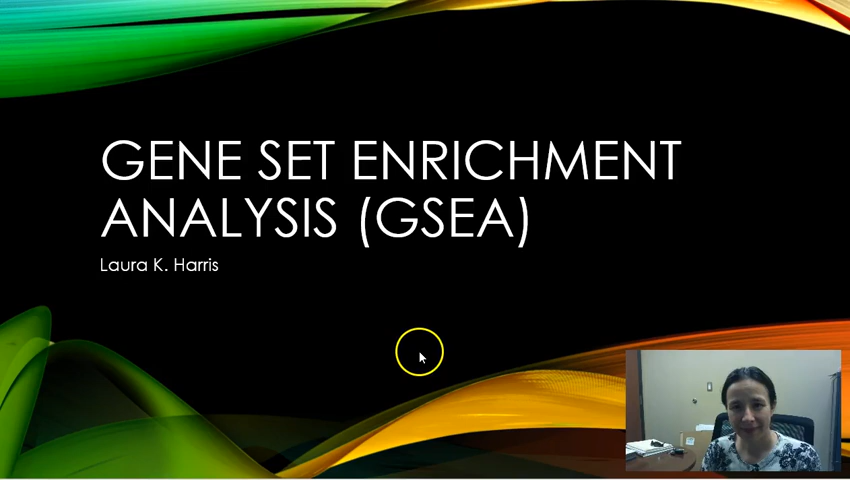 GENE SET ENRICHMENT
ANALYSIS (GSEA)
Laura K. Harris